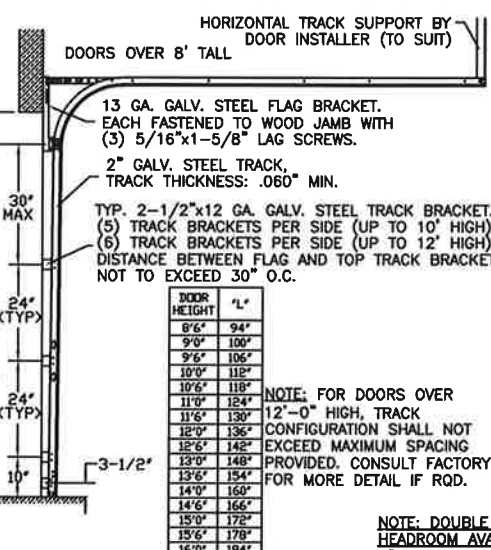 HORIZONTAL TRACK SUPPORT BY
DOOR INSTALLER (TO SUIT)
DOORS OVER 8' TALL
13 GA. GALV. STEEL FLAG BRACKET.
EACH FASTENED TO WOOD JAMB WITH
(3) 5/16"x1-5/8" LAG SCREWS.
2" GALV. STEEL TRACK,
TRACK THICKNESS: .060" MIN.
30"
MAX
TYP. 2-1/2"x12 GA. GALV. STEEL TRACK BRACKET.
(5) TRACK BRACKETS PER SIDE (UP TO 10' HIGH)
(6) TRACK BRACKETS PER SIDE (UP TO 12' HIGH)
DISTANCE BETWEEN FLAG AND TOP TRACK BRACKET
NOT TO EXCEED 30" O.C.
24"
(TYP)
24"
(TYP)
10"
3-1/2"
DOOR HEIGHT "L"
8'6" 94"
9'0" 100"
9'6" 106"
10'0" 112"
10'6" 118"
11'0" 124"
11'6" 130"
12'0" 136"
12'6" 142"
13'0" 148"
13'6" 154"
14'0" 160"
14'6" 166"
15'0" 172"
15'6" 178"
16'0" 184"
NOTE: FOR DOORS OVER
12'-0" HIGH, TRACK
CONFIGURATION SHALL NOT
EXCEED MAXIMUM SPACING
PROVIDED. CONSULT FACTORY
FOR MORE DETAIL IF RQD.
NOTE: DOUBLE
HEADROOM AVA